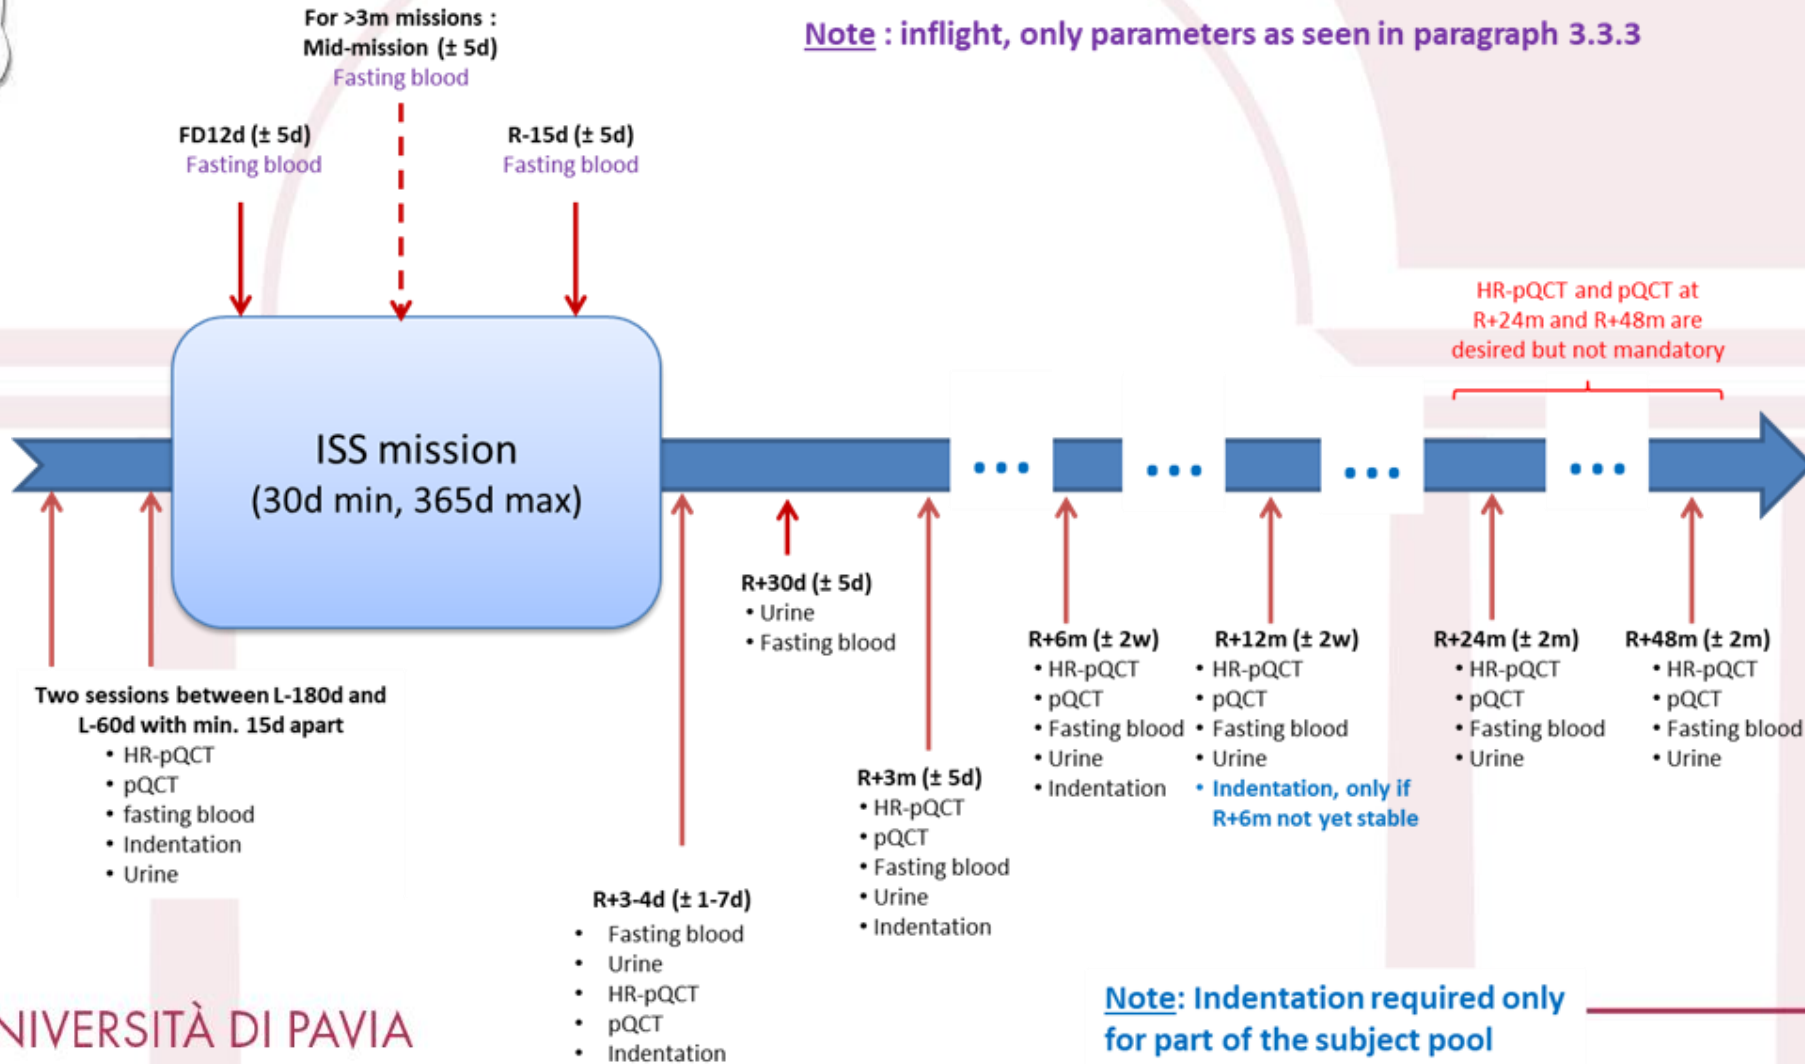 For >3m missions :
Mid-mission (± 5d)
Fasting blood
Note : inflight, only parameters as seen in paragraph 3.3.3
FD12d (± 5d)
Fasting blood
R-15d (± 5d)
Fasting blood
HR-pQCT and pQCT at
R+24m and R+48m are
desired but not mandatory
ISS mission
(30d min, 365d max)
...
...
...
...
Two sessions between L-180d and
L-60d with min. 15d apart
• HR-pQCT
• pQCT
• fasting blood
• Indentation
• Urine
R+3-4d (± 1-7d)
• Fasting blood
• Urine
• HR-pQCT
• pQCT
• Indentation
R+30d (± 5d)
• Urine
• Fasting blood
R+3m (± 5d)
• HR-pQCT
• pQCT
• Fasting blood
• Urine
• Indentation
R+6m (± 2w)
• HR-pQCT
• pQCT
• Fasting blood
• Urine
• Indentation
R+12m (± 2w)
• HR-pQCT
• pQCT
• Fasting blood
• Urine
• Indentation, only if
R+6m not yet stable
R+24m (± 2m)
• HR-pQCT
• pQCT
• Fasting blood
• Urine
R+48m (± 2m)
• HR-pQCT
• pQCT
• Fasting blood
• Urine
Note: Indentation required only
for part of the subject pool
NIVERSITÀ DI PAVIA